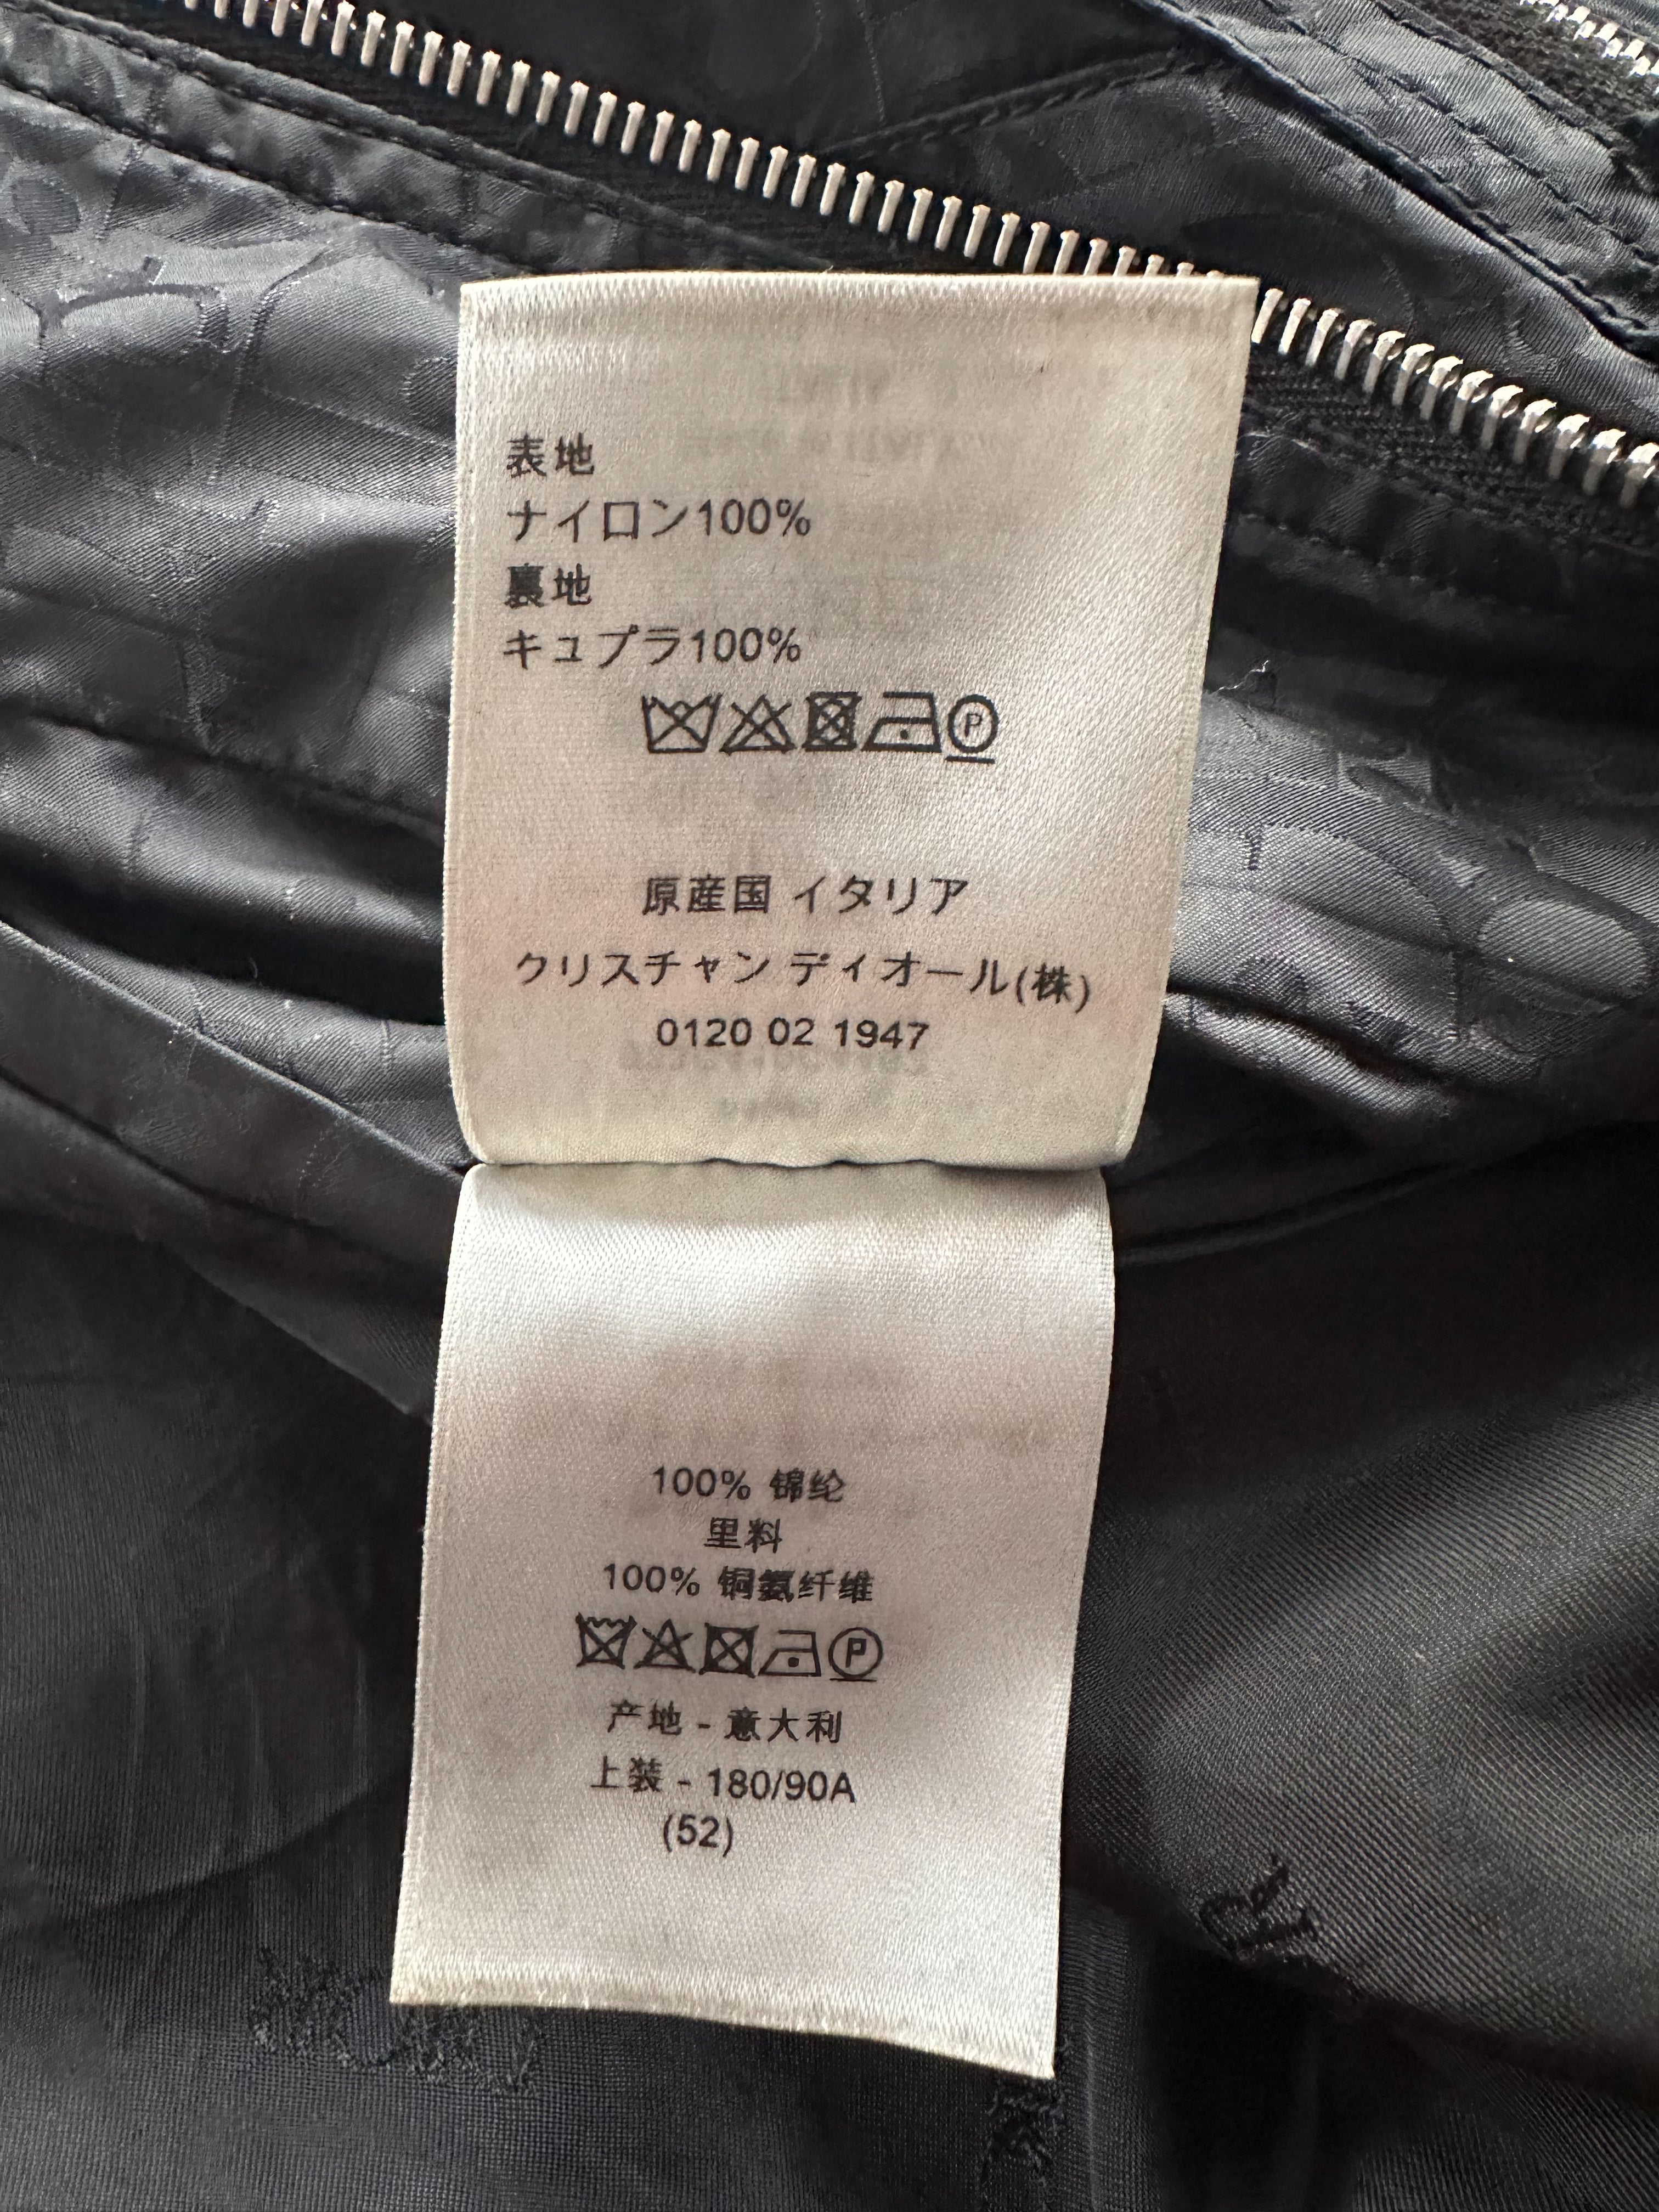 表地
ナイロン100%
裏地
キュプラ100%
P
原産国 イタリア
クリスチャン ディオール(株)
0120 02 1947
100% 锦纶
里料
100% 铜氨纤维
P
产地 - 意大利
上装 - 180/90A
(52)